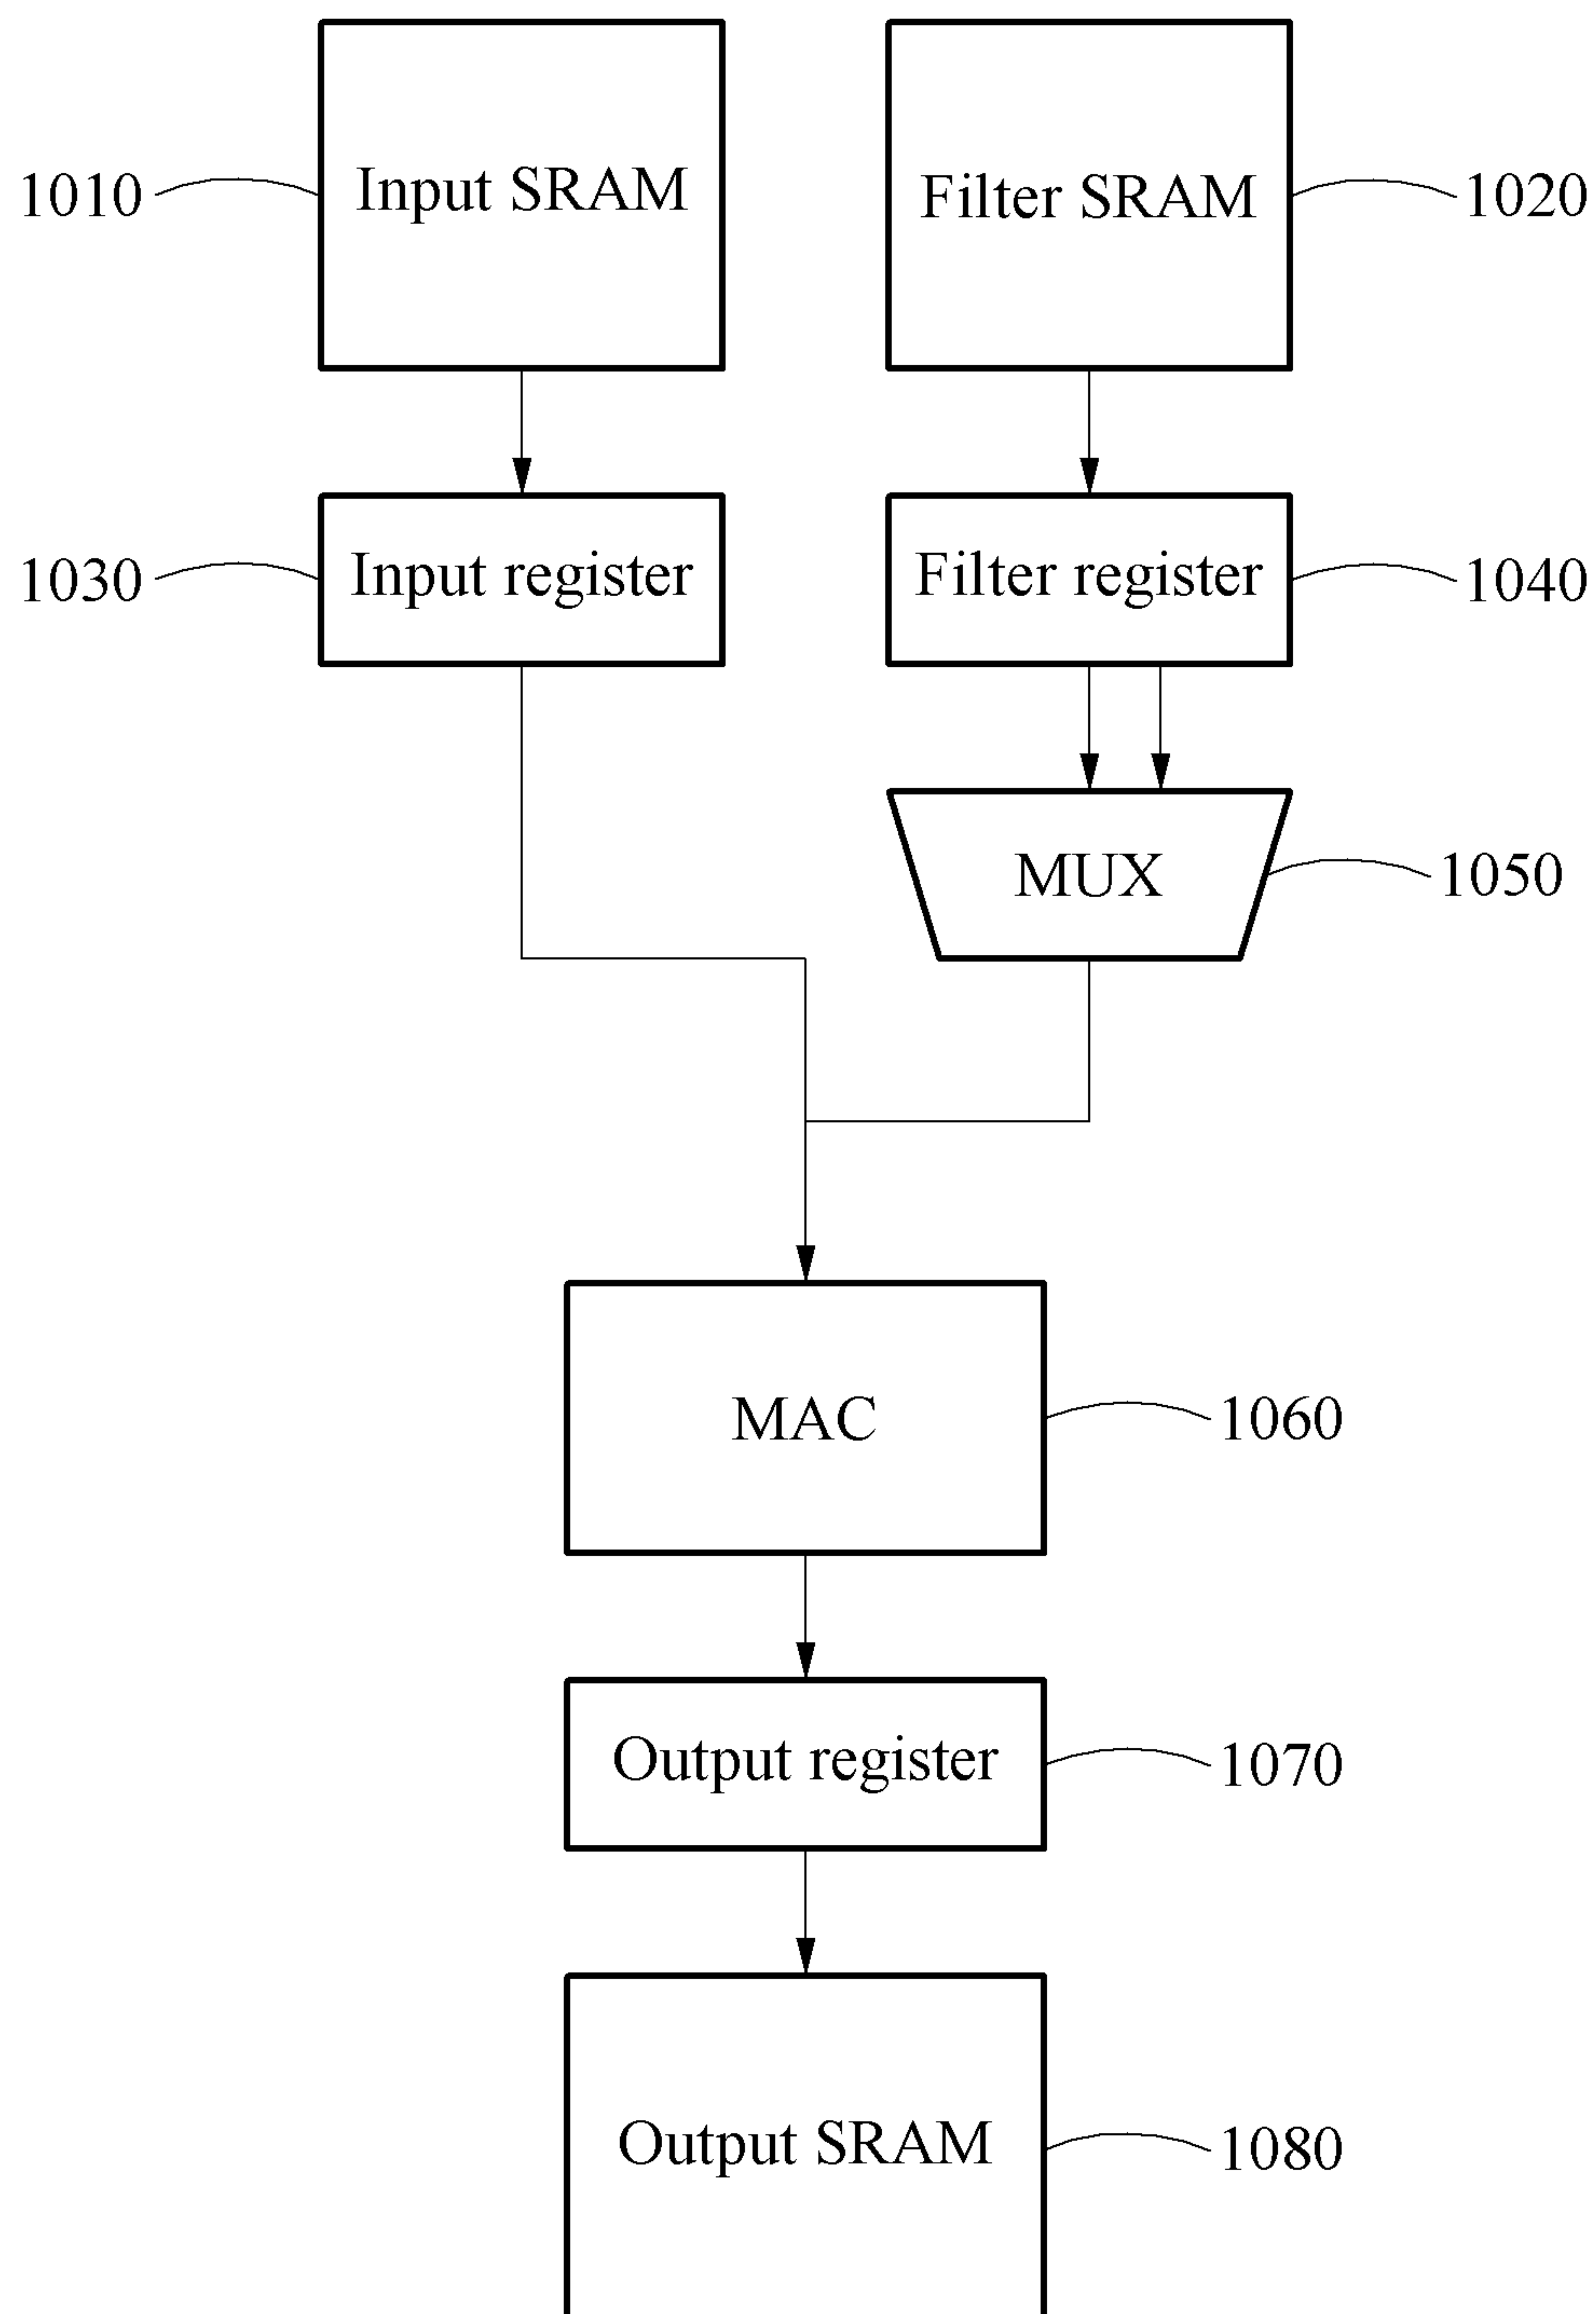 1010
Input SRAM
Filter SRAM
1020
1030
Input register
Filter register
1040
MUX
1050
MAC
1060
Output register
1070
Output SRAM
1080